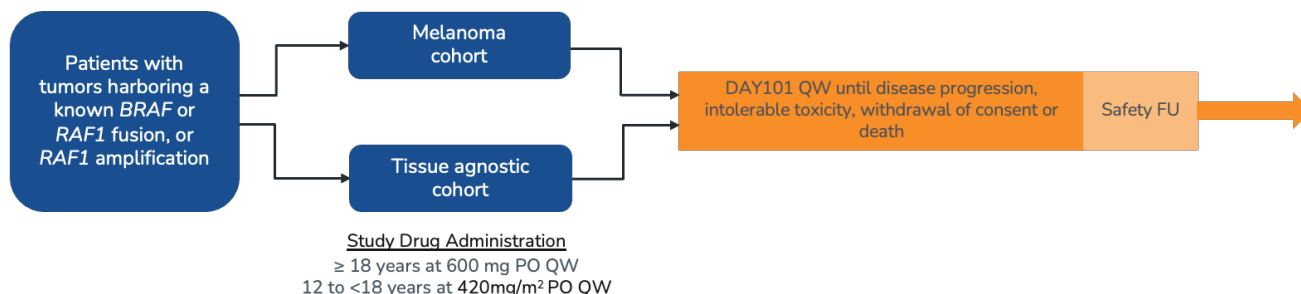 Patients with
tumors harboring a
known BRAF or
RAF1 fusion, or
RAF1 amplification
Melanoma
cohort
Tissue agnostic
cohort
DAY101 QW until disease progression,
intolerable toxicity, withdrawal of consent or
death
Safety FU
Study Drug Administration
≥ 18 years at 600 mg PO QW
12 to <18 years at 420mg/m² PO QW